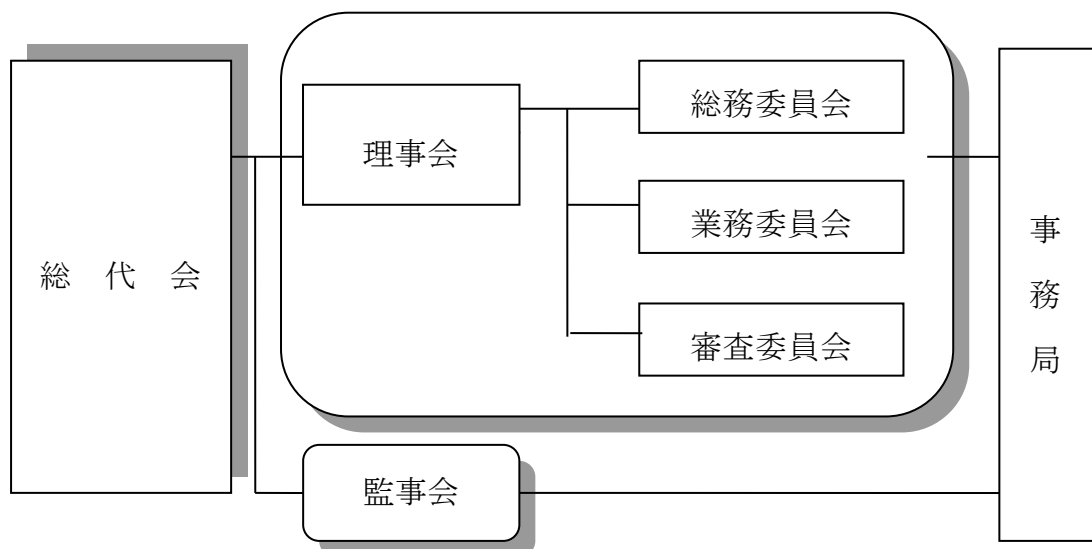 総　代　会
理事会
総務委員会
業務委員会
審査委員会
監事会
事務局